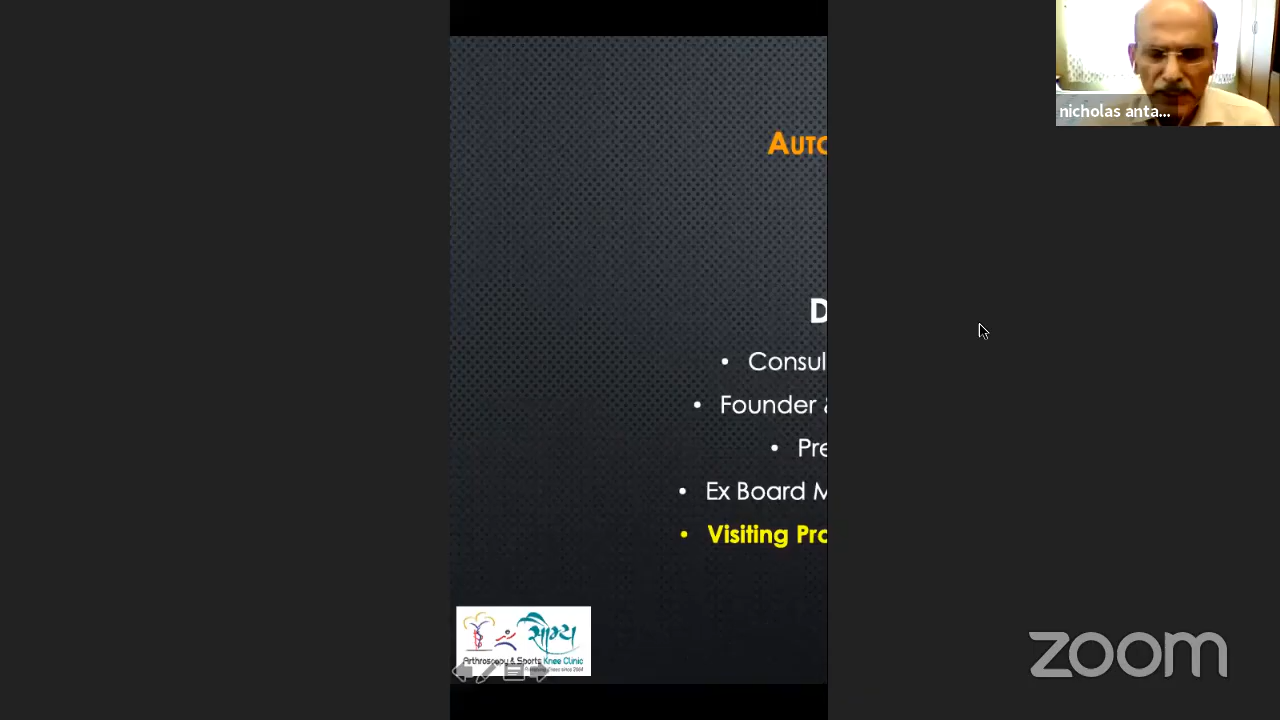 nicholas anta...
AUTO
D
• Consul
• Founder &
• Pre
• Ex Board M
• Visiting Pro
સૌમ્ય
Arthroscopy & Sports Knee Clinic
zoom